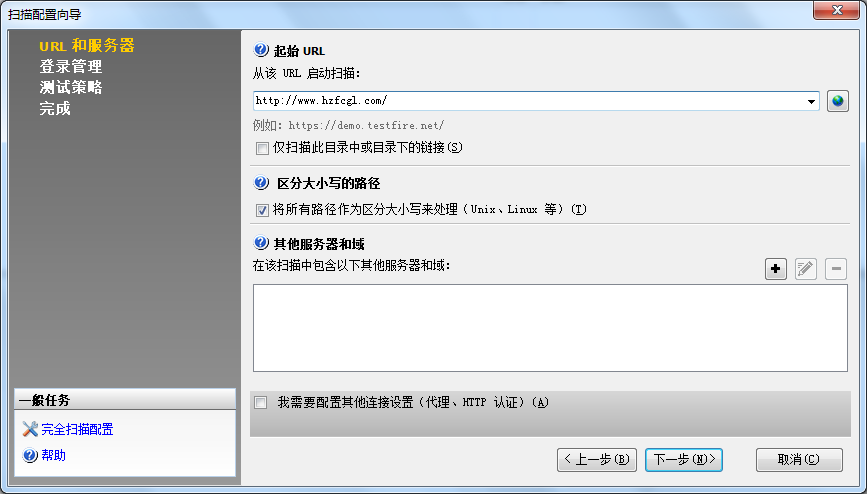 扫描配置向导
URL 和服务器
登录管理
测试策略
完成
起始 URL
从该 URL 启动扫描：
http://www.hzfcgl.com/
例如：https://demo.testfire.net/
仅扫描此目录中或目录下的链接(S)
区分大小写的路径
将所有路径作为区分大小写来处理（Unix、Linux 等）(T)
其他服务器和域
在该扫描中包含以下其他服务器和域：
我需要配置其他连接设置（代理、HTTP 认证）(A)
一般任务
完全扫描配置
帮助
< 上一步(B)
下一步(N)>
取消(C)